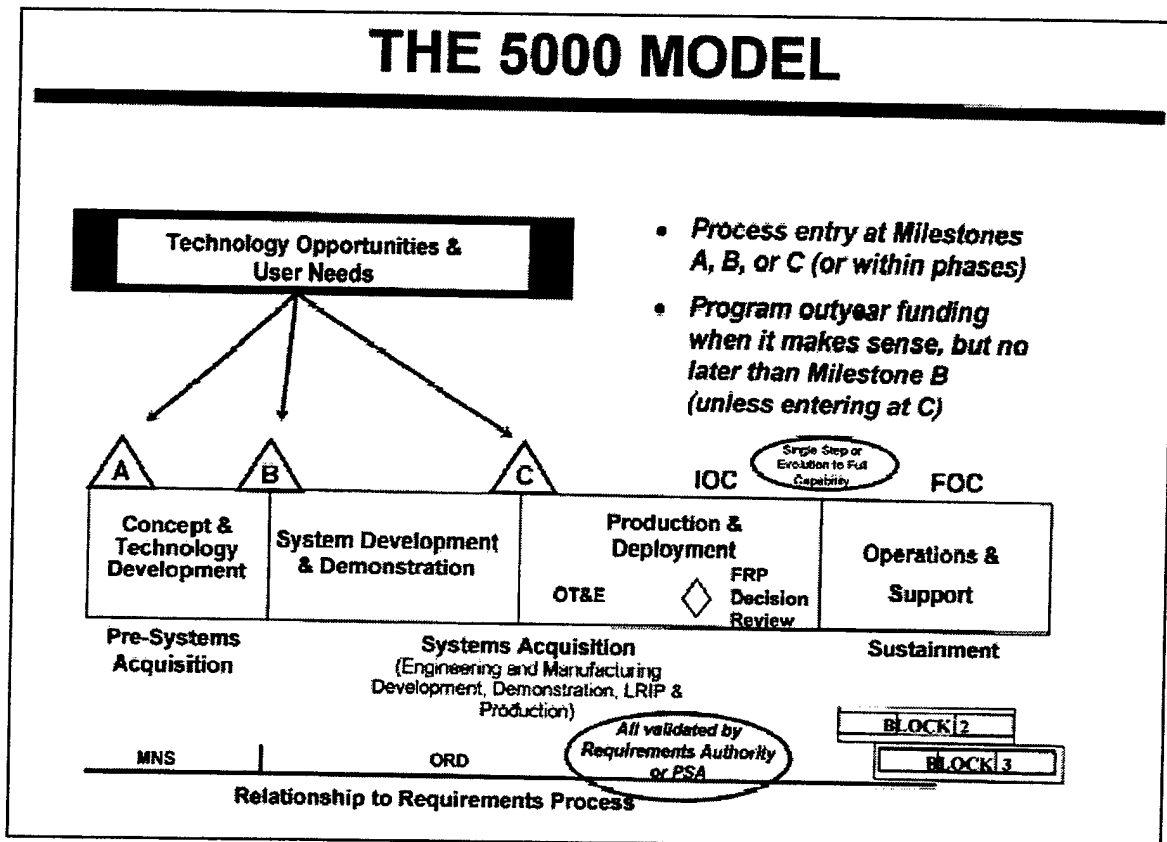 THE 5000 MODEL
Technology Opportunities &
User Needs
• Process entry at Milestones
A, B, or C (or within phases)
• Program outyear funding
when it makes sense, but no
later than Milestone B
(unless entering at C)
A
B
C
IOC
Single Step or
Evolution to Full
Capability
FOC
Concept &
Technology
Development
System Development
& Demonstration
Production &
Deployment
OT&E
FRP
Decision
Review
Operations &
Support
Pre-Systems
Acquisition
Systems Acquisition
(Engineering and Manufacturing
Development, Demonstration, LRIP &
Production)
Sustainment
MNS
ORD
All validated by
Requirements Authority
or PSA
BLOCK 2
BLOCK 3
Relationship to Requirements Process